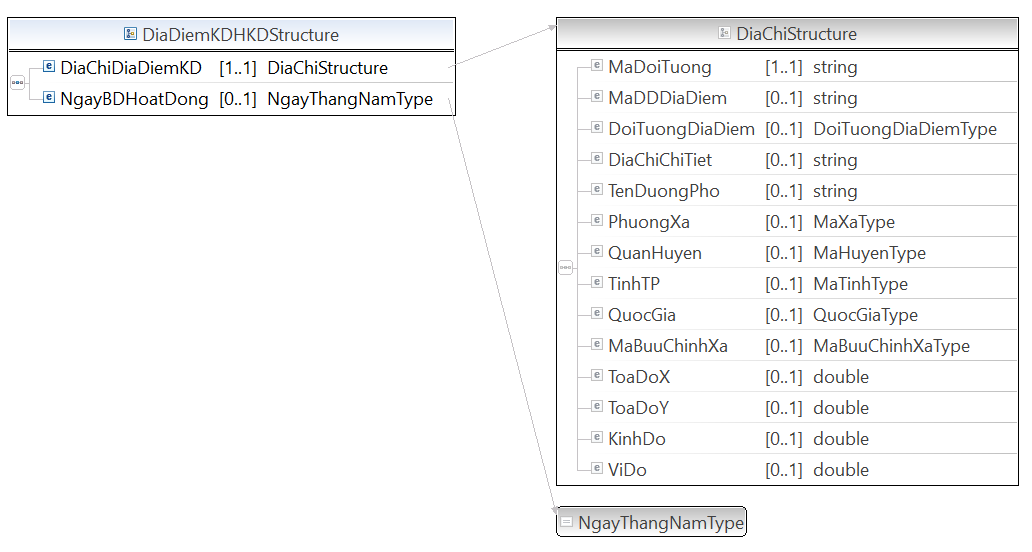 DiaDiemKDHKDStructure
DiaChiDiaDiemKD [1..1] DiaChiStructure
NgayBDHoatDong [0..1] NgayThangNamType
DiaChiStructure
MaDoiTuong [1..1] string
MaDDDiaDiem [0..1] string
DoiTuongDiaDiem [0..1] DoiTuongDiaDiemType
DiaChiChiTiet [0..1] string
TenDuongPho [0..1] string
PhuongXa [0..1] MaXaType
QuanHuyen [0..1] MaHuyenType
TinhTP [0..1] MaTinhType
QuocGia [0..1] QuocGiaType
MaBuuChinhXa [0..1] MaBuuChinhXaType
ToaDoX [0..1] double
ToaDoY [0..1] double
KinhDo [0..1] double
ViDo [0..1] double
NgayThangNamType